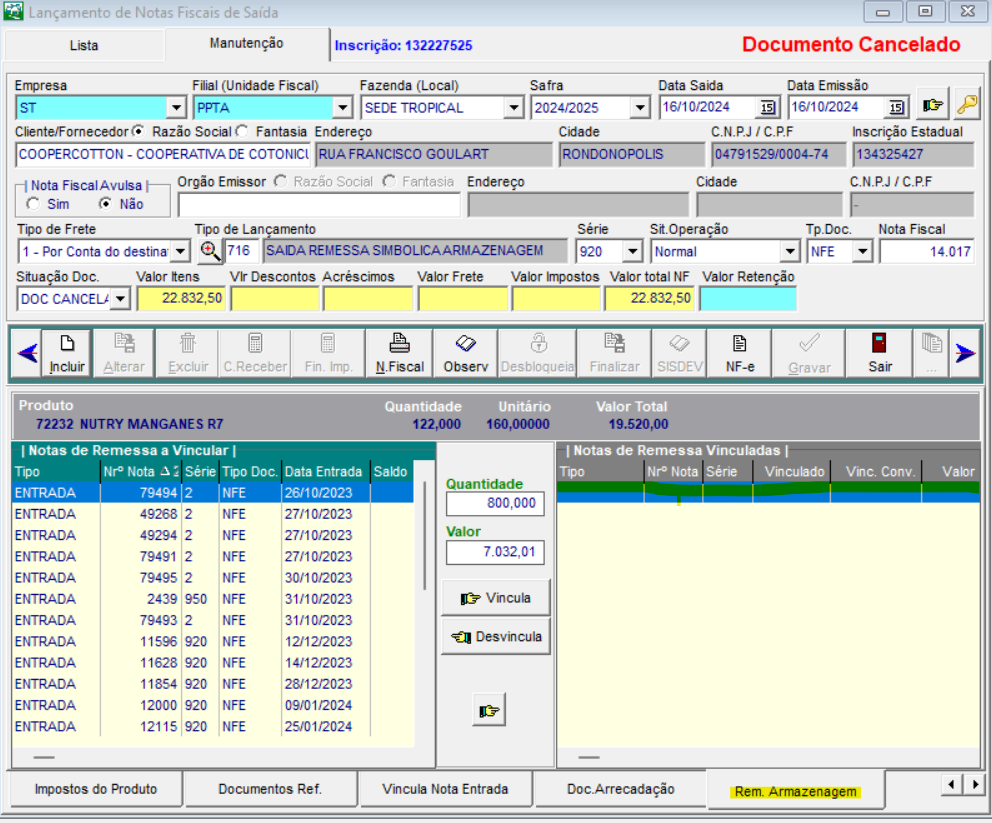 Lançamento de Notas Fiscais de Saída
Lista Manutenção Inscrição: 132227525 Documento Cancelado
Empresa Filial (Unidade Fiscal) Fazenda (Local) Safra Data Saida Data Emissão
ST PPTA SEDE TROPICAL 2024/2025 16/10/2024 15 16/10/2024 15
Cliente/Fornecedor Razão Social Fantasia Endereço Cidade C.N.P.J / C.P.F Inscrição Estadual
COOPERCOTTON - COOPERATIVA DE COTONICU RUA FRANCISCO GOULART RONDONOPOLIS 04791529/0004-74 134325427
| Nota Fiscal Avulsa | Orgão Emissor Razão Social Fantasia Endereço Cidade C.N.P.J / C.P.F
Sim Não -
Tipo de Frete Tipo de Lançamento Série Sit.Operação Tp.Doc. Nota Fiscal
1 - Por Conta do destina 716 SAIDA REMESSA SIMBOLICA ARMAZENAGEM 920 Normal NFE 14.017
Situação Doc. Valor Itens Vlr Descontos Acréscimos Valor Frete Valor Impostos Valor total NF Valor Retenção
DOC CANCELA 22.832,50 22.832,50
Incluir Alterar Excluir C.Receber Fin. Imp. N.Fiscal Observ Desbloqueia Finalizar SISDEV NF-e Gravar Sair ...
Produto Quantidade Unitário Valor Total
72232 NUTRY MANGANES R7 122,000 160,00000 19.520,00
| Notas de Remessa a Vincular | | Notas de Remessa Vinculadas |
Tipo Nrº Nota 2 Série Tipo Doc. Data Entrada Saldo Tipo Nrº Nota Série Vinculado Vinc. Conv. Valor
ENTRADA 79494 2 NFE 26/10/2023
ENTRADA 49268 2 NFE 27/10/2023
ENTRADA 49294 2 NFE 27/10/2023
ENTRADA 79491 2 NFE 27/10/2023
ENTRADA 79495 2 NFE 30/10/2023
ENTRADA 2439 950 NFE 31/10/2023
ENTRADA 79493 2 NFE 31/10/2023
ENTRADA 11596 920 NFE 12/12/2023
ENTRADA 11628 920 NFE 14/12/2023
ENTRADA 11854 920 NFE 28/12/2023
ENTRADA 12000 920 NFE 09/01/2024
ENTRADA 12115 920 NFE 25/01/2024
Quantidade
800,000
Valor
7.032,01
Vincula
Desvincula
Impostos do Produto Documentos Ref. Vincula Nota Entrada Doc.Arrecadação Rem. Armazenagem